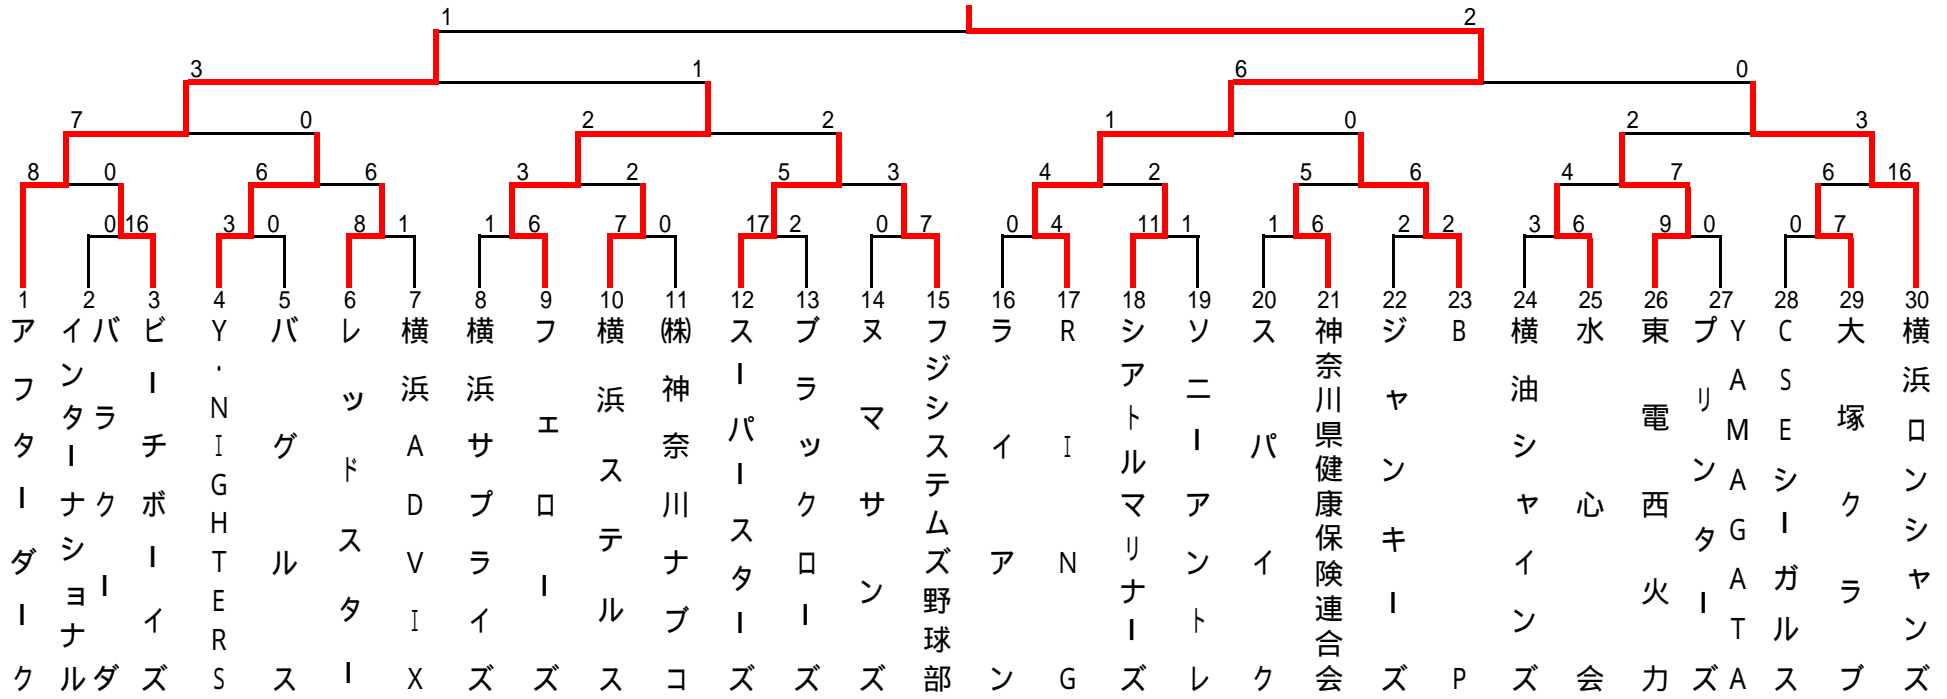 1 2
3 1 6 0
7 0 2 2 1 0 2 3
8 0 6 6 3 2 5 3 4 2 5 6 4 7 6 16
0 16 3 0 8 1 1 6 7 0 17 2 0 7 0 4 11 1 1 6 2 2 3 6 9 0 0 7
1 2 3 4 5 6 7 8 9 10 11 12 13 14 15 16 17 18 19 20 21 22 23 24 25 26 27 28 29 30
アフターダーク
インターナショナル
バラクーダ
ビーチボーイズ
Y・NIGHTERS
バグルス
レッドスター
横浜ADVIX
横浜サプライズ
フェローズ
横浜ステルス
㈱神奈川ナブコ
スーパースターズ
ブラックローズ
ヌマサンズ
フジシステムズ野球部
ライアン
RING
シアトルマリナーズ
ソニーアントレ
スパイク
神奈川県健康保険連合会
ジャンキーズ
BP
横油シャインズ
水心会
東電西火力
プリンターズ
YAMAGATA
CSEシーガルス
大塚クラブ
横浜ロンシャンズ